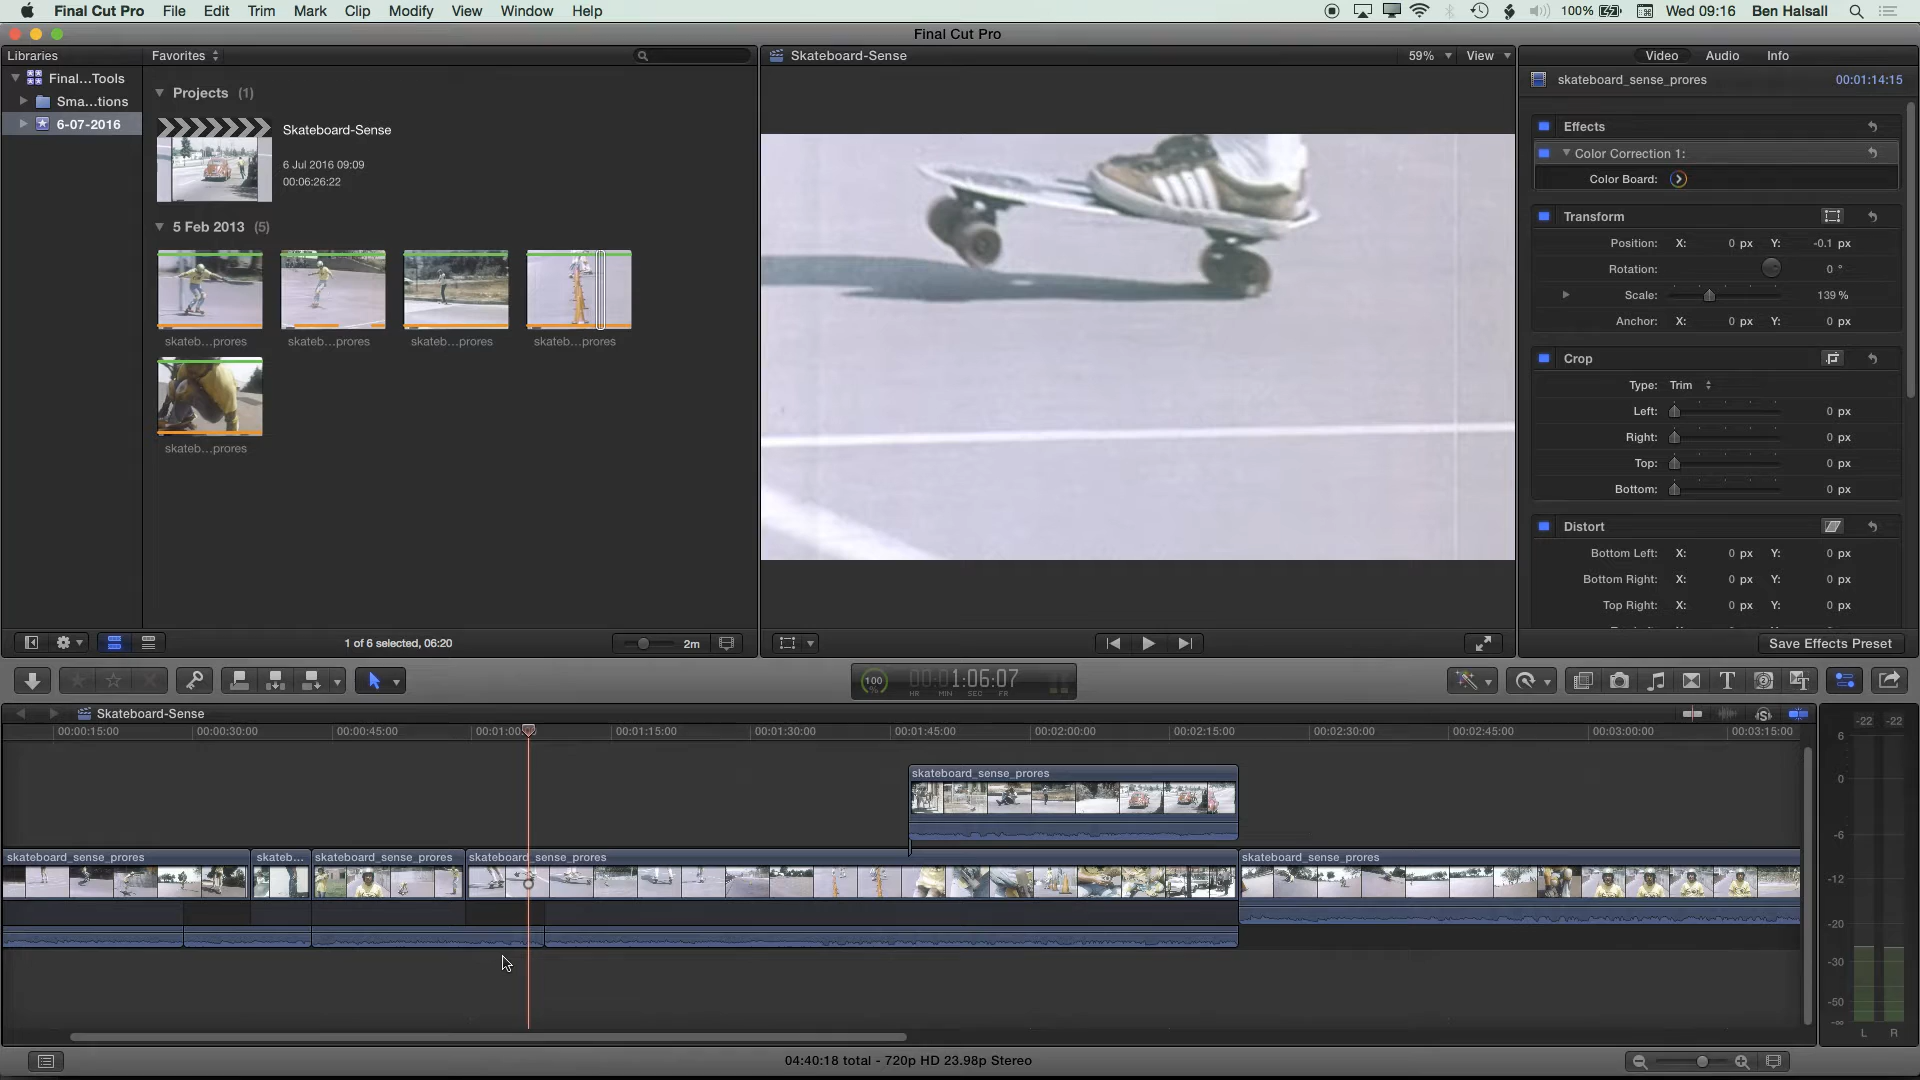 Final Cut Pro File Edit Trim Mark Clip Modify View Window Help 100% Wed 09:16 Ben Halsall
Final Cut Pro
Libraries Favorites
Final...Tools
Sma...tions
6-07-2016
Projects (1)
Skateboard-Sense
6 Jul 2016 09:09
00:06:26:22
5 Feb 2013 (5)
skateb...prores skateb...prores skateb...prores skateb...prores
skateb...prores
1 of 6 selected, 06:20 2m
Skateboard-Sense 59% View
Video Audio Info
skateboard_sense_prores 00:01:14:15
Effects
Color Correction 1:
Color Board:
Transform
Position: X: 0 px Y: -0.1 px
Rotation: 0 °
Scale: 139 %
Anchor: X: 0 px Y: 0 px
Crop
Type: Trim
Left: 0 px
Right: 0 px
Top: 0 px
Bottom: 0 px
Distort
Bottom Left: X: 0 px Y: 0 px
Bottom Right: X: 0 px Y: 0 px
Top Right: X: 0 px Y: 0 px
Save Effects Preset
100 % 00:01:06:07
HR MIN SEC FR
Skateboard-Sense
00:00:15:00 00:00:30:00 00:00:45:00 00:01:00 00:01:15:00 00:01:30:00 00:01:45:00 00:02:00:00 00:02:15:00 00:02:30:00 00:02:45:00 00:03:00:00 00:03:15:00
skateboard_sense_prores
skateboard_sense_prores skateb... skateboard_sense_prores skateboard_sense_prores skateboard_sense_prores
-22 -22
6
0
-6
-12
-20
-30
-50
-∞
L R
04:40:18 total - 720p HD 23.98p Stereo